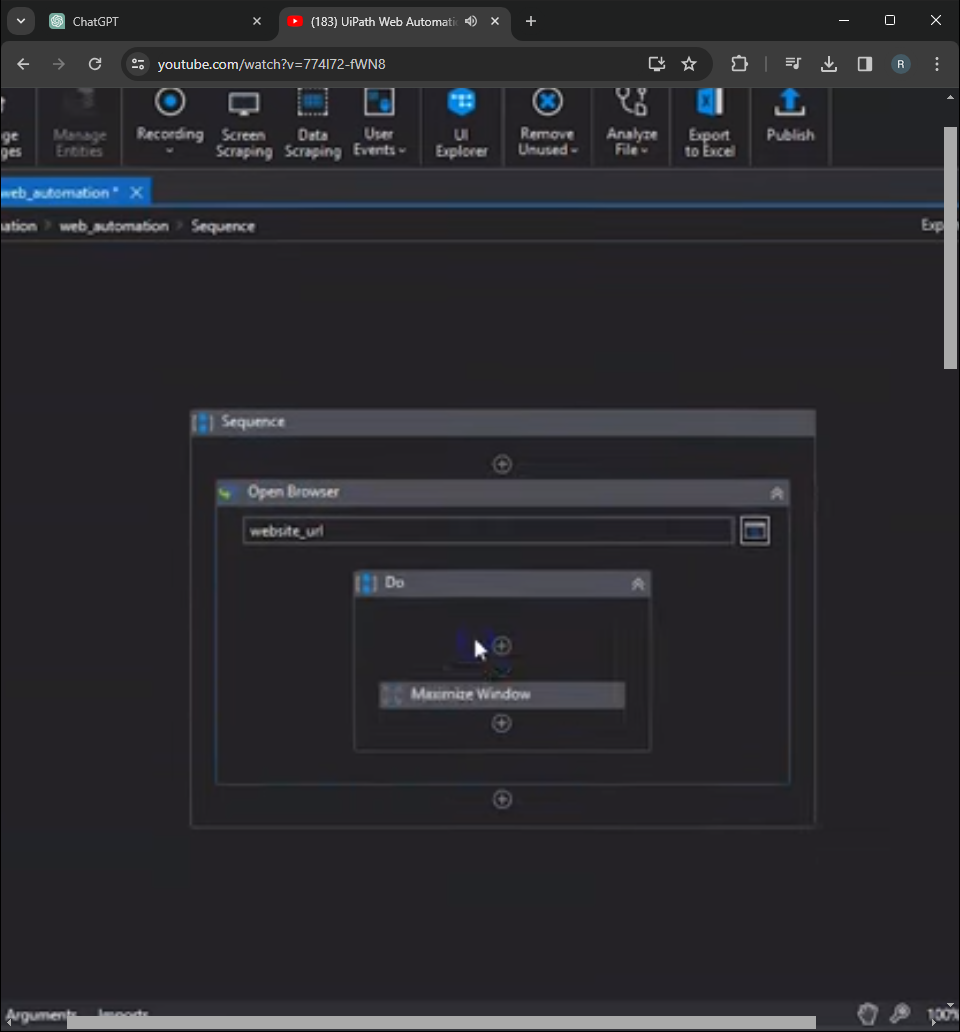 ChatGPT
(183) UiPath Web Automatio
youtube.com/watch?v=774I72-fWN8
R
ge
ges
Manage
Entities
Recording
Screen
Scraping
Data
Scraping
User
Events
UI
Explorer
Remove
Unused
Analyze
File
Export
to Excel
Publish
web_automation *
ation > web_automation > Sequence
Exp
Sequence
Open Browser
website_url
Do
Maximize Window
Arguments Imports
100%